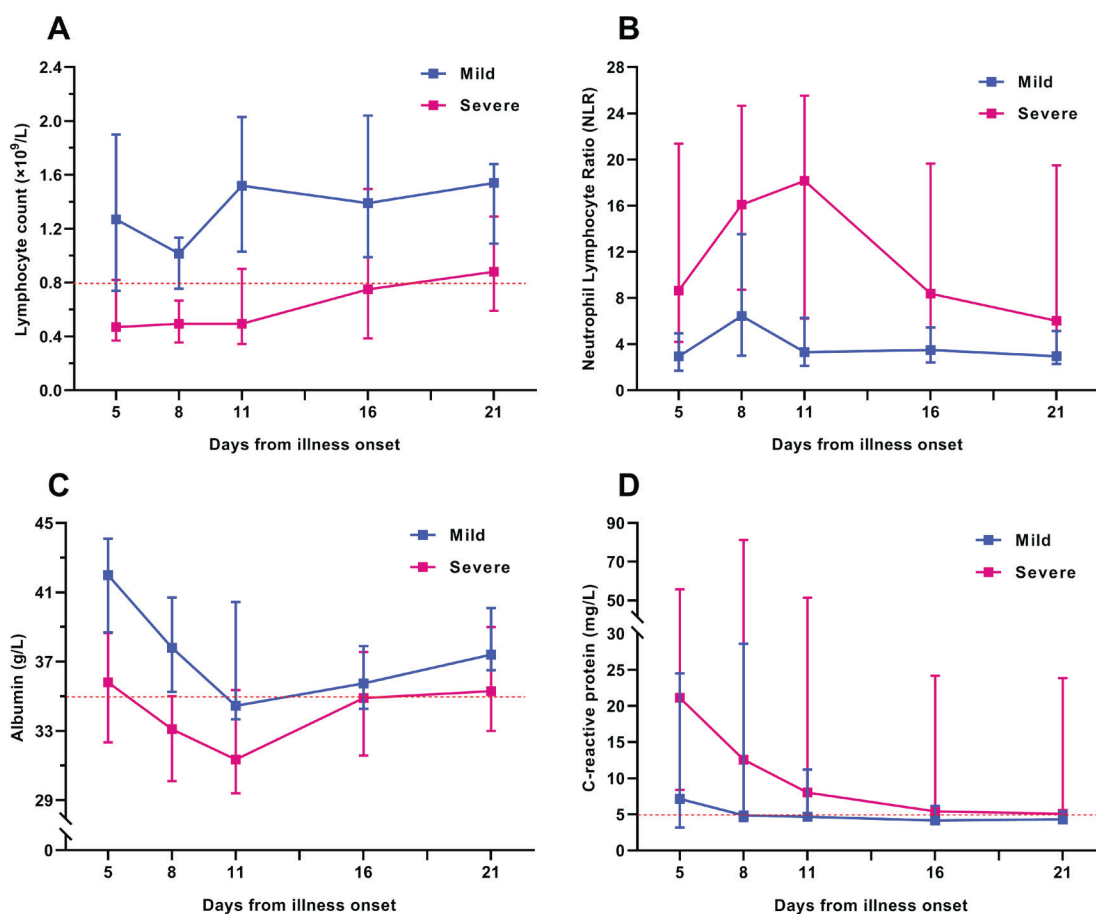 A
Lymphocyte count (×10⁹/L)
2.4
2.0
1.6
1.2
0.8
0.4
0.0
Mild
Severe
5 8 11 16 21
Days from illness onset
B
Neutrophil Lymphocyte Ratio (NLR)
28
24
20
16
12
8
4
0
Mild
Severe
5 8 11 16 21
Days from illness onset
C
Albumin (g/L)
45
41
37
33
29
0
Mild
Severe
5 8 11 16 21
Days from illness onset
D
C-reactive protein (mg/L)
90
70
50
30
25
20
15
10
5
0
Mild
Severe
5 8 11 16 21
Days from illness onset